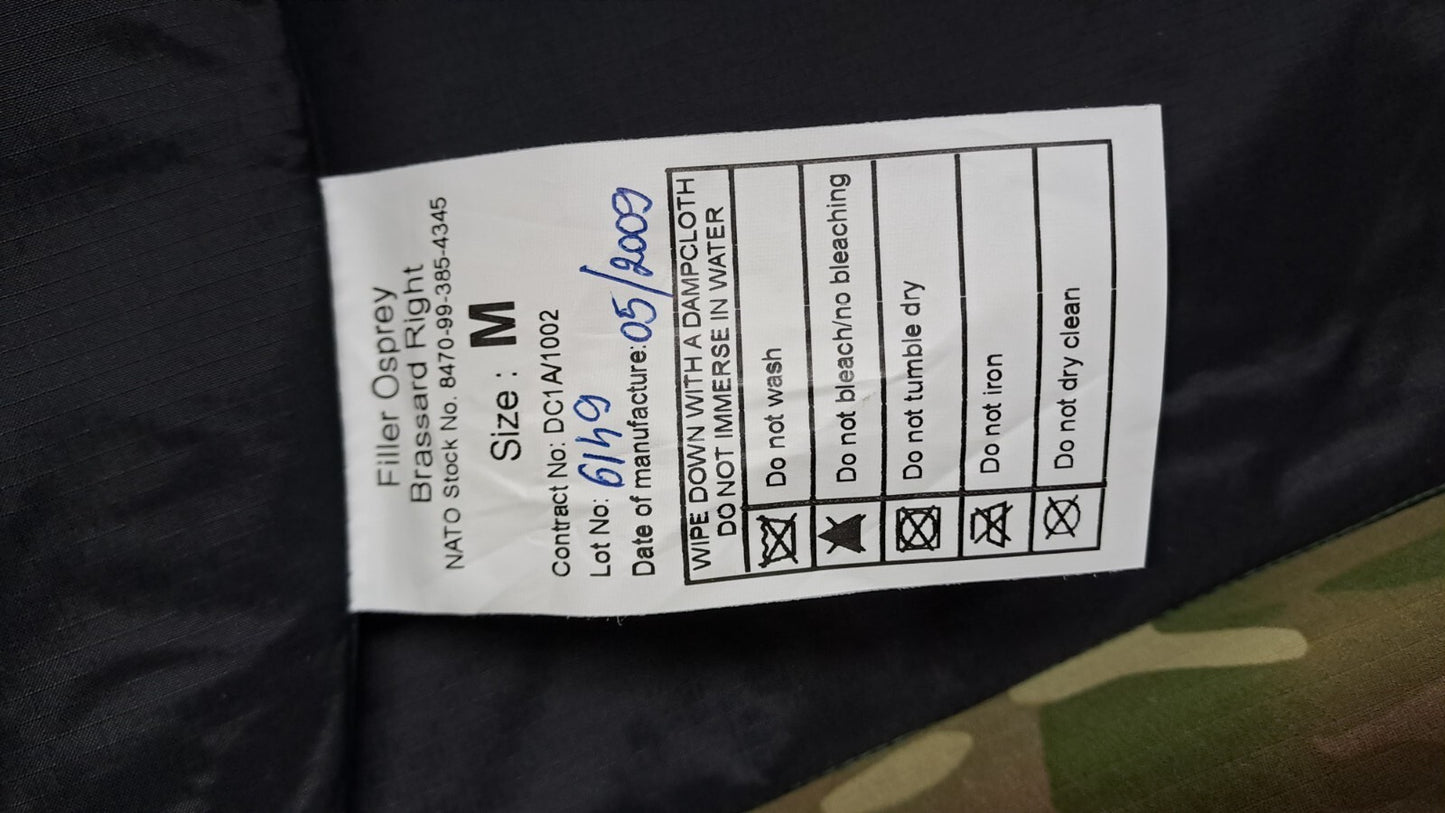 Filler Osprey
Brassard Right
NATO Stock No. 8470-99-385-4345
Size : M
Contract No: DC1A/1002
Lot No: 6149
Date of manufacture: 05/2009
WIPE DOWN WITH A DAMPCLOTH
DO NOT IMMERSE IN WATER
Do not wash
Do not bleach/no bleaching
Do not tumble dry
Do not iron
Do not dry clean